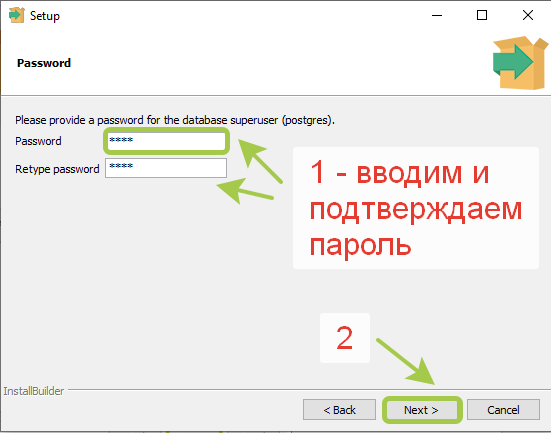 Setup
Password
Please provide a password for the database superuser (postgres).
Password ****
Retype password ****
1 - вводим и
подтверждаем
пароль
2
InstallBuilder
< Back Next > Cancel